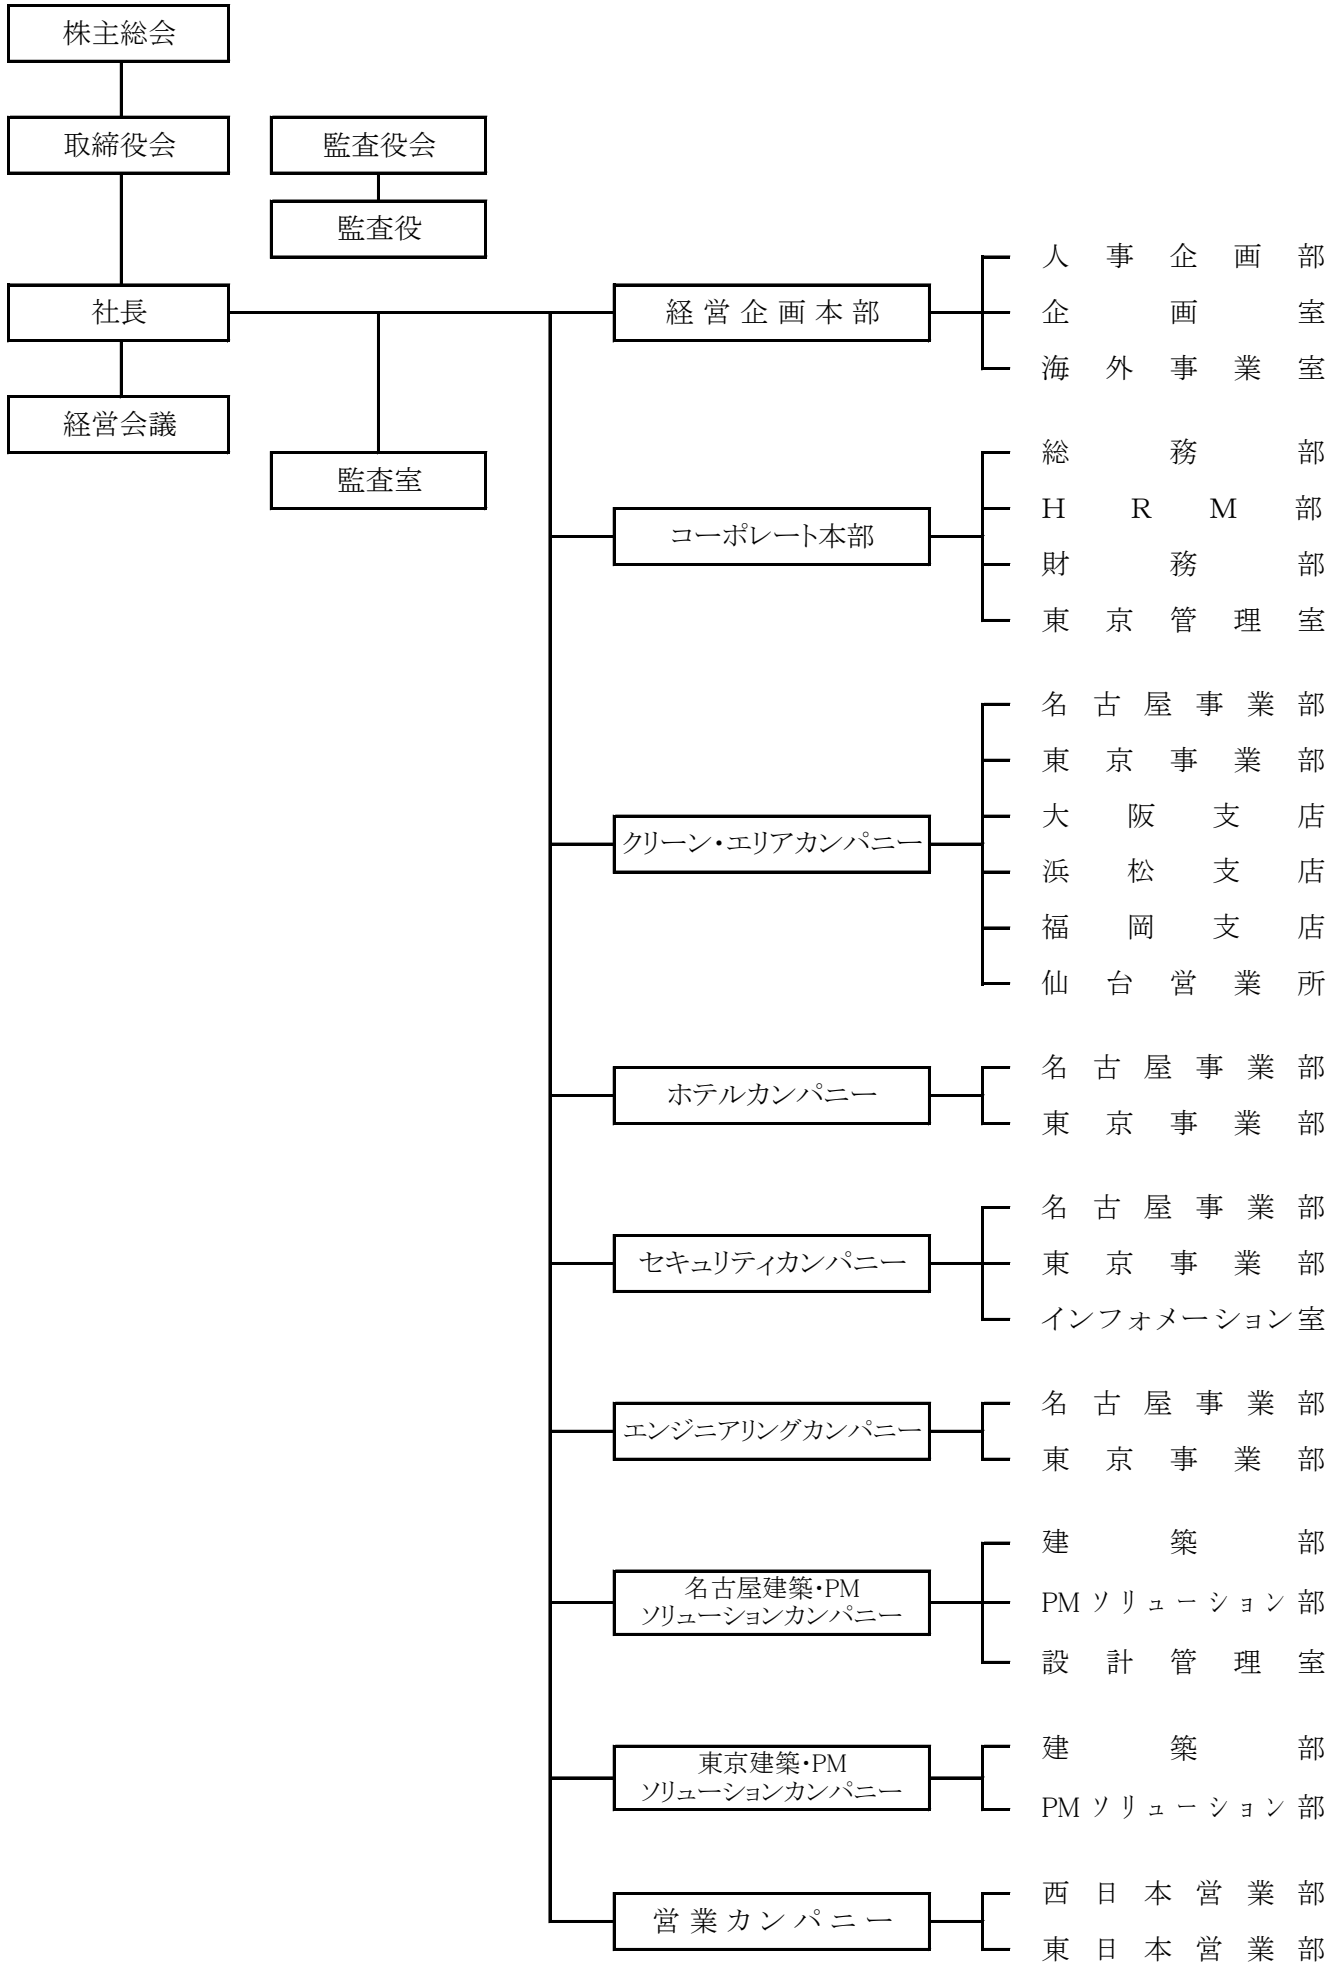 株主総会
取締役会
監査役会
監査役
社長
経営会議
監査室
経営企画本部
人事企画部
企画室
海外事業室
コーポレート本部
総務部
HRM部
財務部
東京管理室
クリーン・エリアカンパニー
名古屋事業部
東京事業部
大阪支店
浜松支店
福岡支店
仙台営業所
ホテルカンパニー
名古屋事業部
東京事業部
セキュリティカンパニー
名古屋事業部
東京事業部
インフォメーション室
エンジニアリングカンパニー
名古屋事業部
東京事業部
名古屋建築・PM
ソリューションカンパニー
建築部
PMソリューション部
設計管理室
東京建築・PM
ソリューションカンパニー
建築部
PMソリューション部
営業カンパニー
西日本営業部
東日本営業部